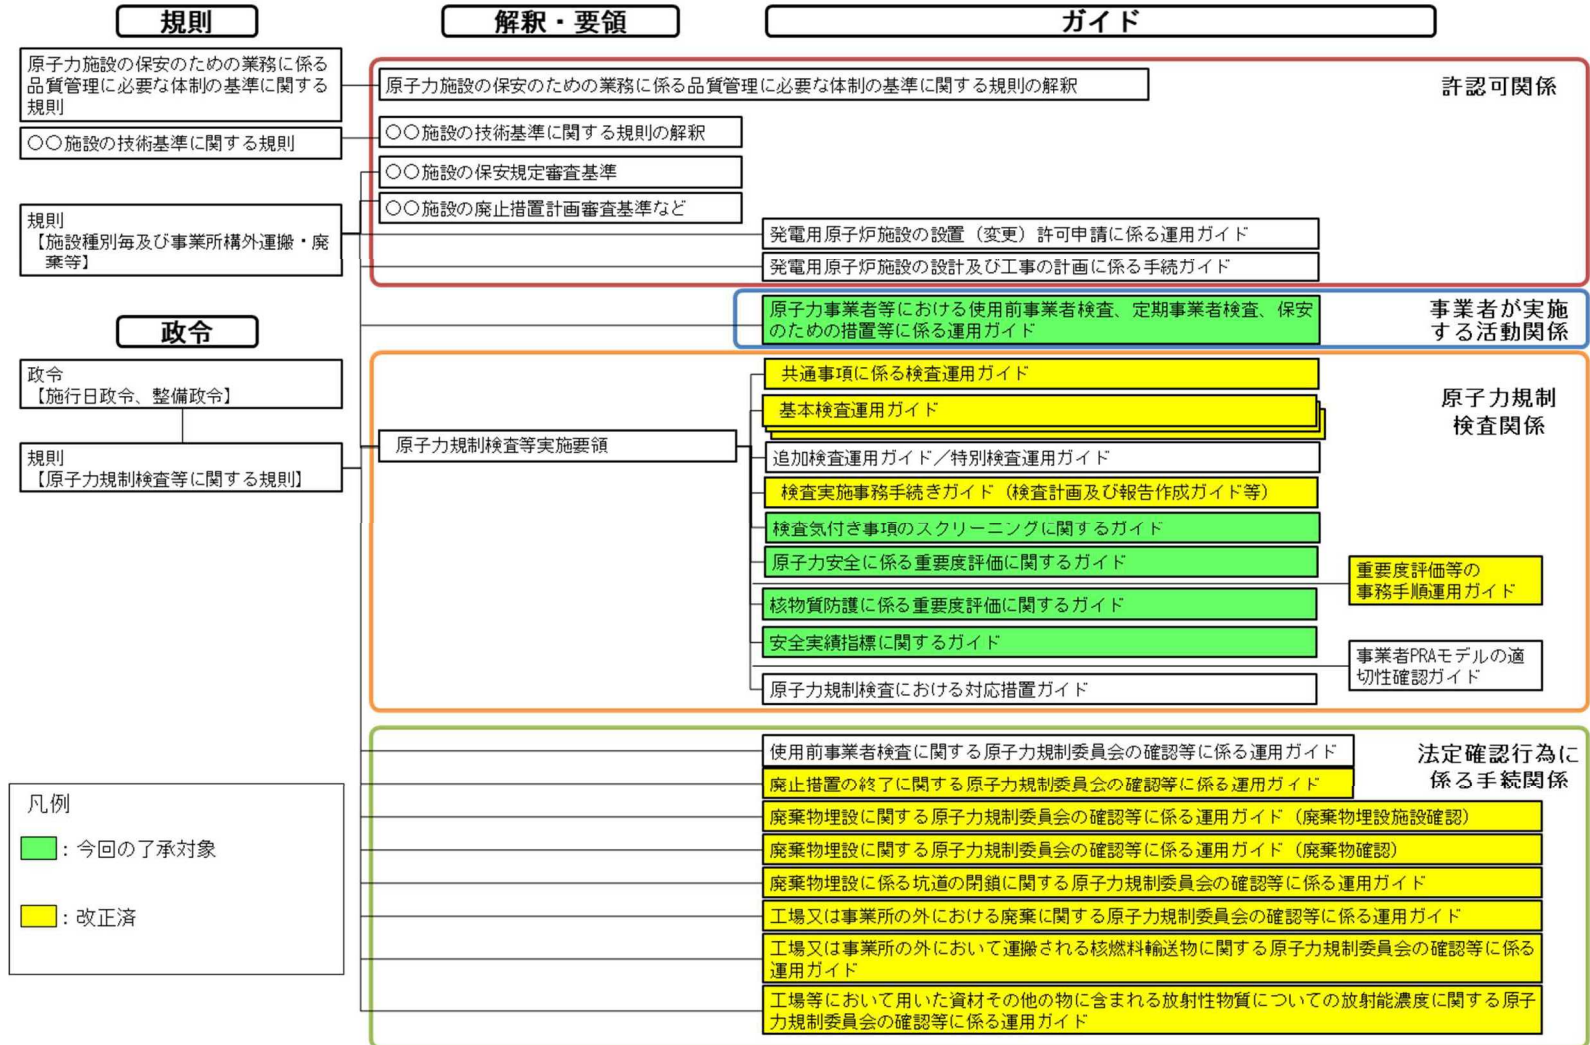 規則
解釈・要領
ガイド
原子力施設の保安のための業務に係る
品質管理に必要な体制の基準に関する
規則
原子力施設の保安のための業務に係る品質管理に必要な体制の基準に関する規則の解釈
許認可関係
〇〇施設の技術基準に関する規則
〇〇施設の技術基準に関する規則の解釈
〇〇施設の保安規定審査基準
〇〇施設の廃止措置計画審査基準など
規則
【施設種別毎及び事業所構外運搬・廃
棄等】
発電用原子炉施設の設置（変更）許可申請に係る運用ガイド
発電用原子炉施設の設計及び工事の計画に係る手続ガイド
原子力事業者等における使用前事業者検査、定期事業者検査、保安
のための措置等に係る運用ガイド
事業者が実施
する活動関係
政令
政令
【施行日政令、整備政令】
規則
【原子力規制検査等に関する規則】
原子力規制検査等実施要領
共通事項に係る検査運用ガイド
基本検査運用ガイド
追加検査運用ガイド／特別検査運用ガイド
検査実施事務手続きガイド（検査計画及び報告作成ガイド等）
検査気付き事項のスクリーニングに関するガイド
原子力安全に係る重要度評価に関するガイド
核物質防護に係る重要度評価に関するガイド
安全実績指標に関するガイド
原子力規制検査における対応措置ガイド
原子力規制
検査関係
重要度評価等の
事務手順運用ガイド
事業者PRAモデルの適
切性確認ガイド
使用前事業者検査に関する原子力規制委員会の確認等に係る運用ガイド
廃止措置の終了に関する原子力規制委員会の確認等に係る運用ガイド
廃棄物埋設に関する原子力規制委員会の確認等に係る運用ガイド（廃棄物埋設施設確認）
廃棄物埋設に関する原子力規制委員会の確認等に係る運用ガイド（廃棄物確認）
廃棄物埋設に係る坑道の閉鎖に関する原子力規制委員会の確認等に係る運用ガイド
工場又は事業所の外における廃棄に関する原子力規制委員会の確認等に係る運用ガイド
工場又は事業所の外において運搬される核燃料輸送物に関する原子力規制委員会の確認等に係る
運用ガイド
工場等において用いた資材その他の物に含まれる放射性物質についての放射能濃度に関する原子
力規制委員会の確認等に係る運用ガイド
法定確認行為に
係る手続関係
凡例
：今回の了承対象
：改正済